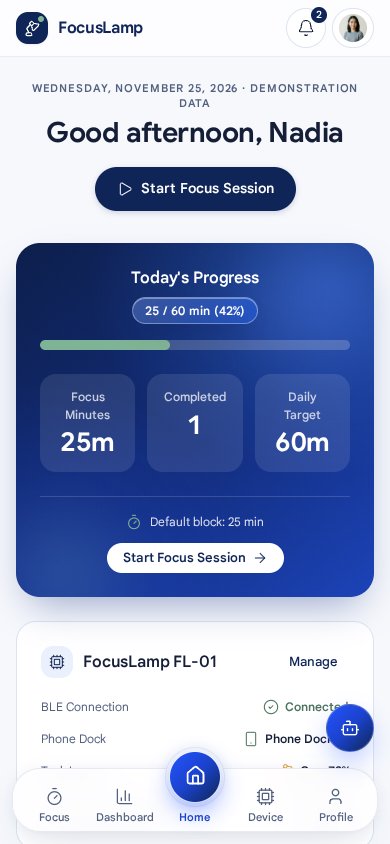 FocusLamp
2
WEDNESDAY, NOVEMBER 25, 2026 · DEMONSTRATION
DATA
Good afternoon, Nadia
Start Focus Session
Today's Progress
25 / 60 min (42%)
Focus
Minutes
25m
Completed
1
Daily
Target
60m
Default block: 25 min
Start Focus Session
FocusLamp FL-01
Manage
BLE Connection
Connected
Phone Dock
Phone
Focus
Dashboard
Home
Device
Profile